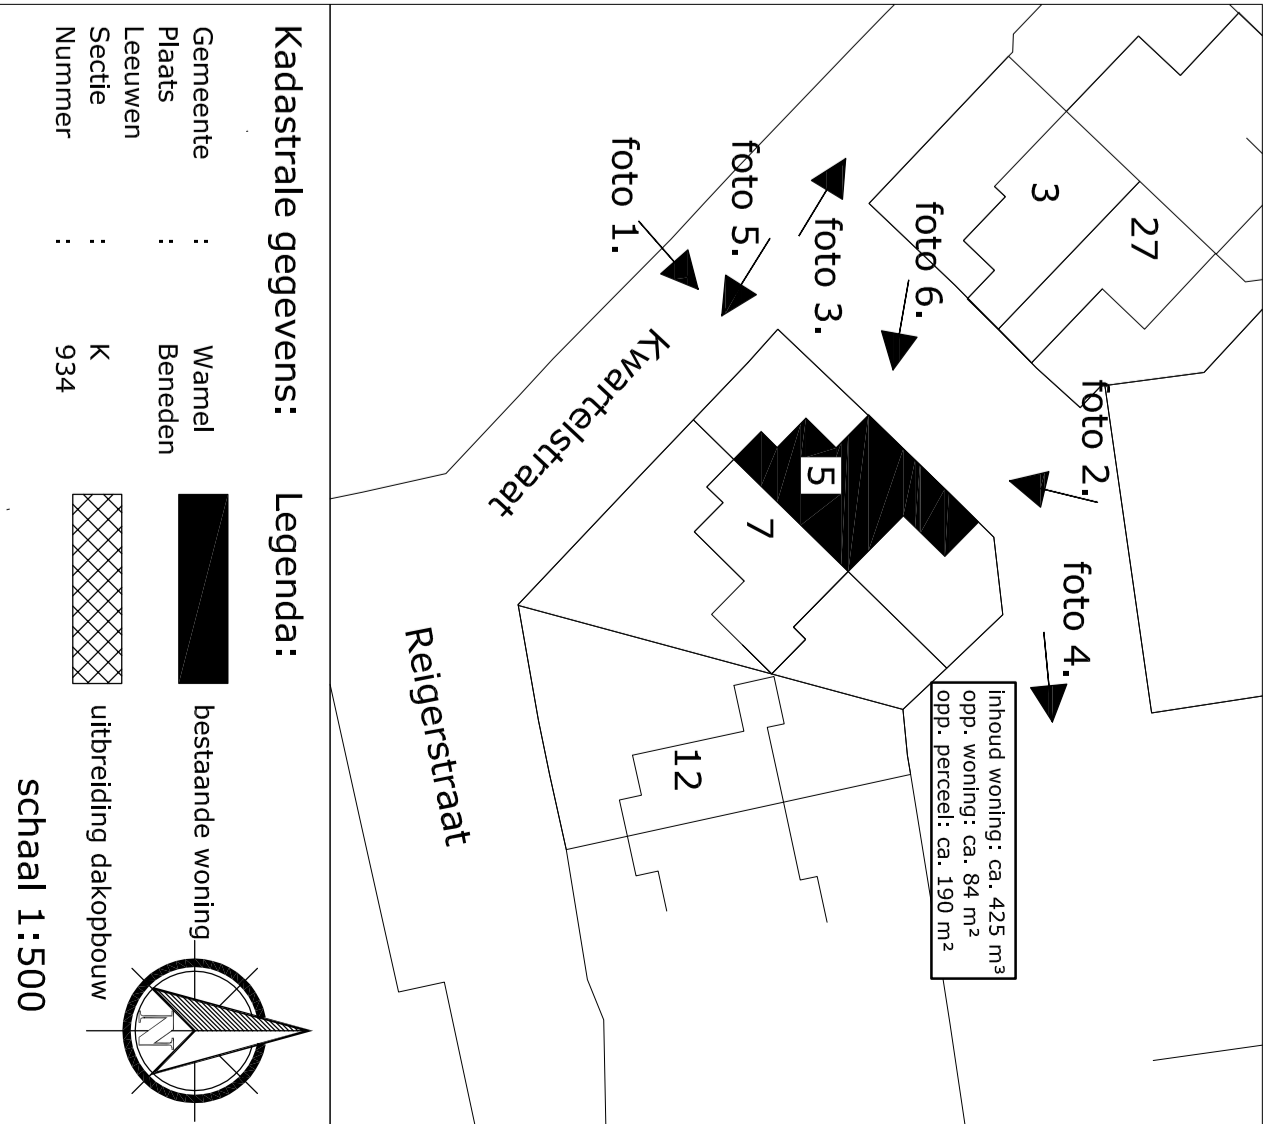 foto 1.
foto 5.
foto 3.
foto 6.
foto 2.
foto 4.
3
27
5
7
12
Kwartelstraat
Reigerstraat
inhoud woning: ca. 425 m³
opp. woning: ca. 84 m²
opp. perceel: ca. 190 m²
Kadastrale gegevens:
Gemeente : Wamel
Plaats : Beneden
Leeuwen
Sectie : K
Nummer : 934
Legenda:
bestaande woning
uitbreiding dakopbouw
schaal 1:500
N